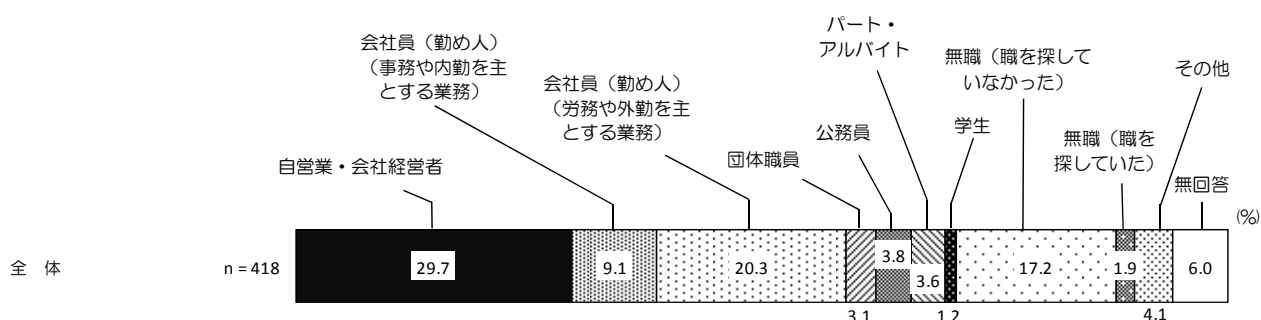 パート・
アルバイト
会社員（勤め人）
（事務や内勤を主
とする業務）
無職（職を探して
いなかった）
その他
会社員（勤め人）
（労務や外勤を主
とする業務）
公務員
学生
無職（職を
探していた）
団体職員
自営業・会社経営者
無回答
(%)
全　体
n = 418
29.7
9.1
20.3
3.8
3.6
17.2
1.9
6.0
3.1
1.2
4.1